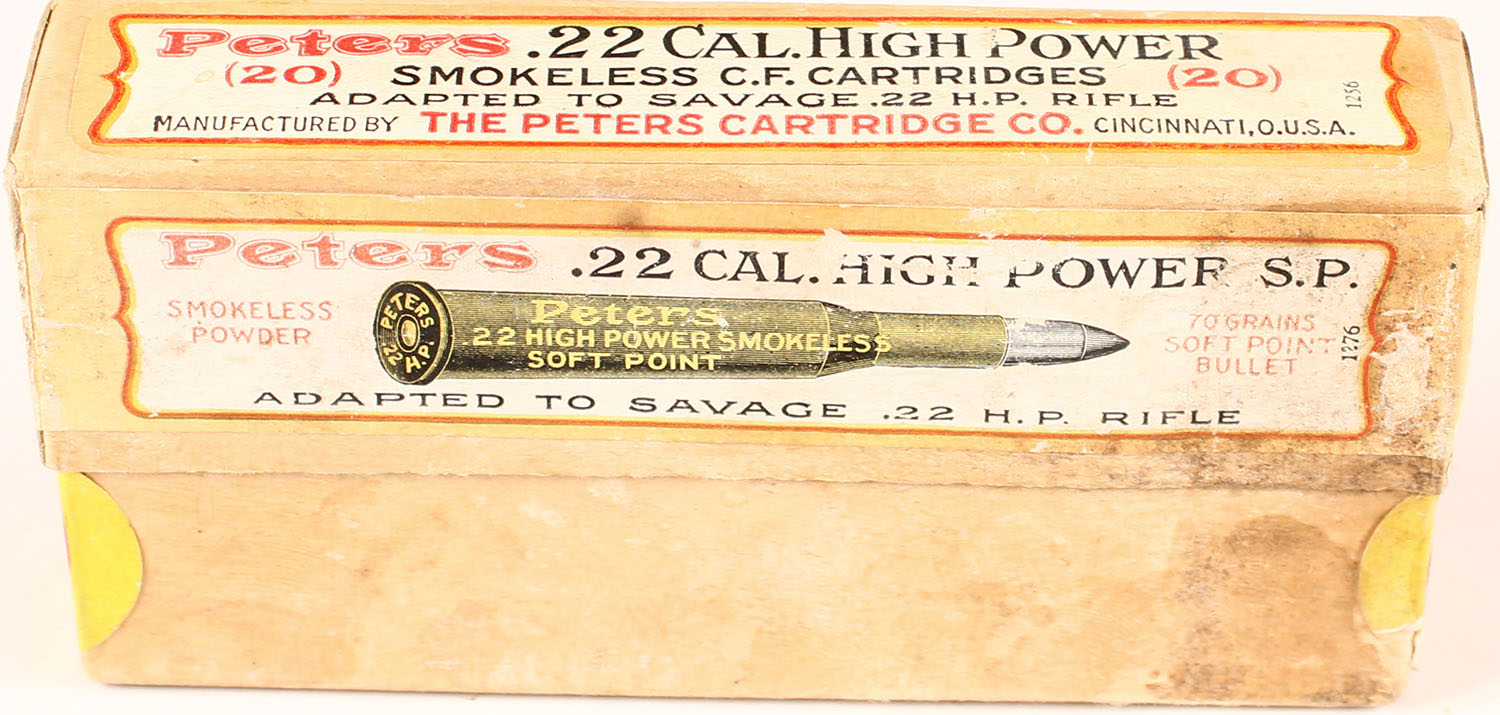 Peters .22 CAL. HIGH POWER
(20) SMOKELESS C.F. CARTRIDGES (20)
ADAPTED TO SAVAGE .22 H.P. RIFLE
MANUFACTURED BY THE PETERS CARTRIDGE CO. CINCINNATI, O. U.S.A.
1256
Peters .22 CAL. HIGH POWER S.P.
SMOKELESS
POWDER
PETERS
22 H.P.
Peters
.22 HIGH POWER SMOKELESS
SOFT POINT
70 GRAINS
SOFT POINT
BULLET
1276
ADAPTED TO SAVAGE .22 H.P. RIFLE